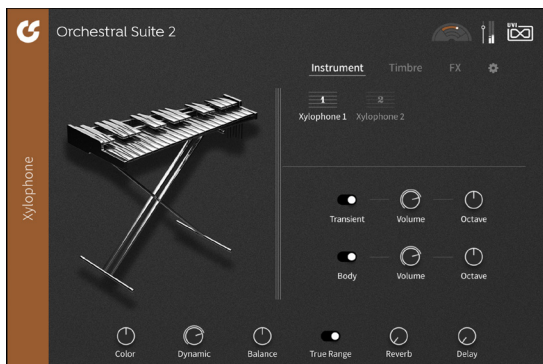 Orchestral Suite 2
UVI
Instrument Timbre FX
1 2
Xylophone 1 Xylophone 2
Xylophone
Transient Volume Octave
Body Volume Octave
Color Dynamic Balance True Range Reverb Delay